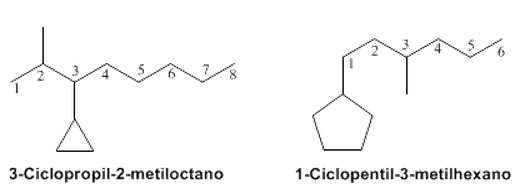 1 2 3 4 5 6 7 8
3-Ciclopropil-2-metiloctano
1 2 3 4 5 6
1-Ciclopentil-3-metilhexano